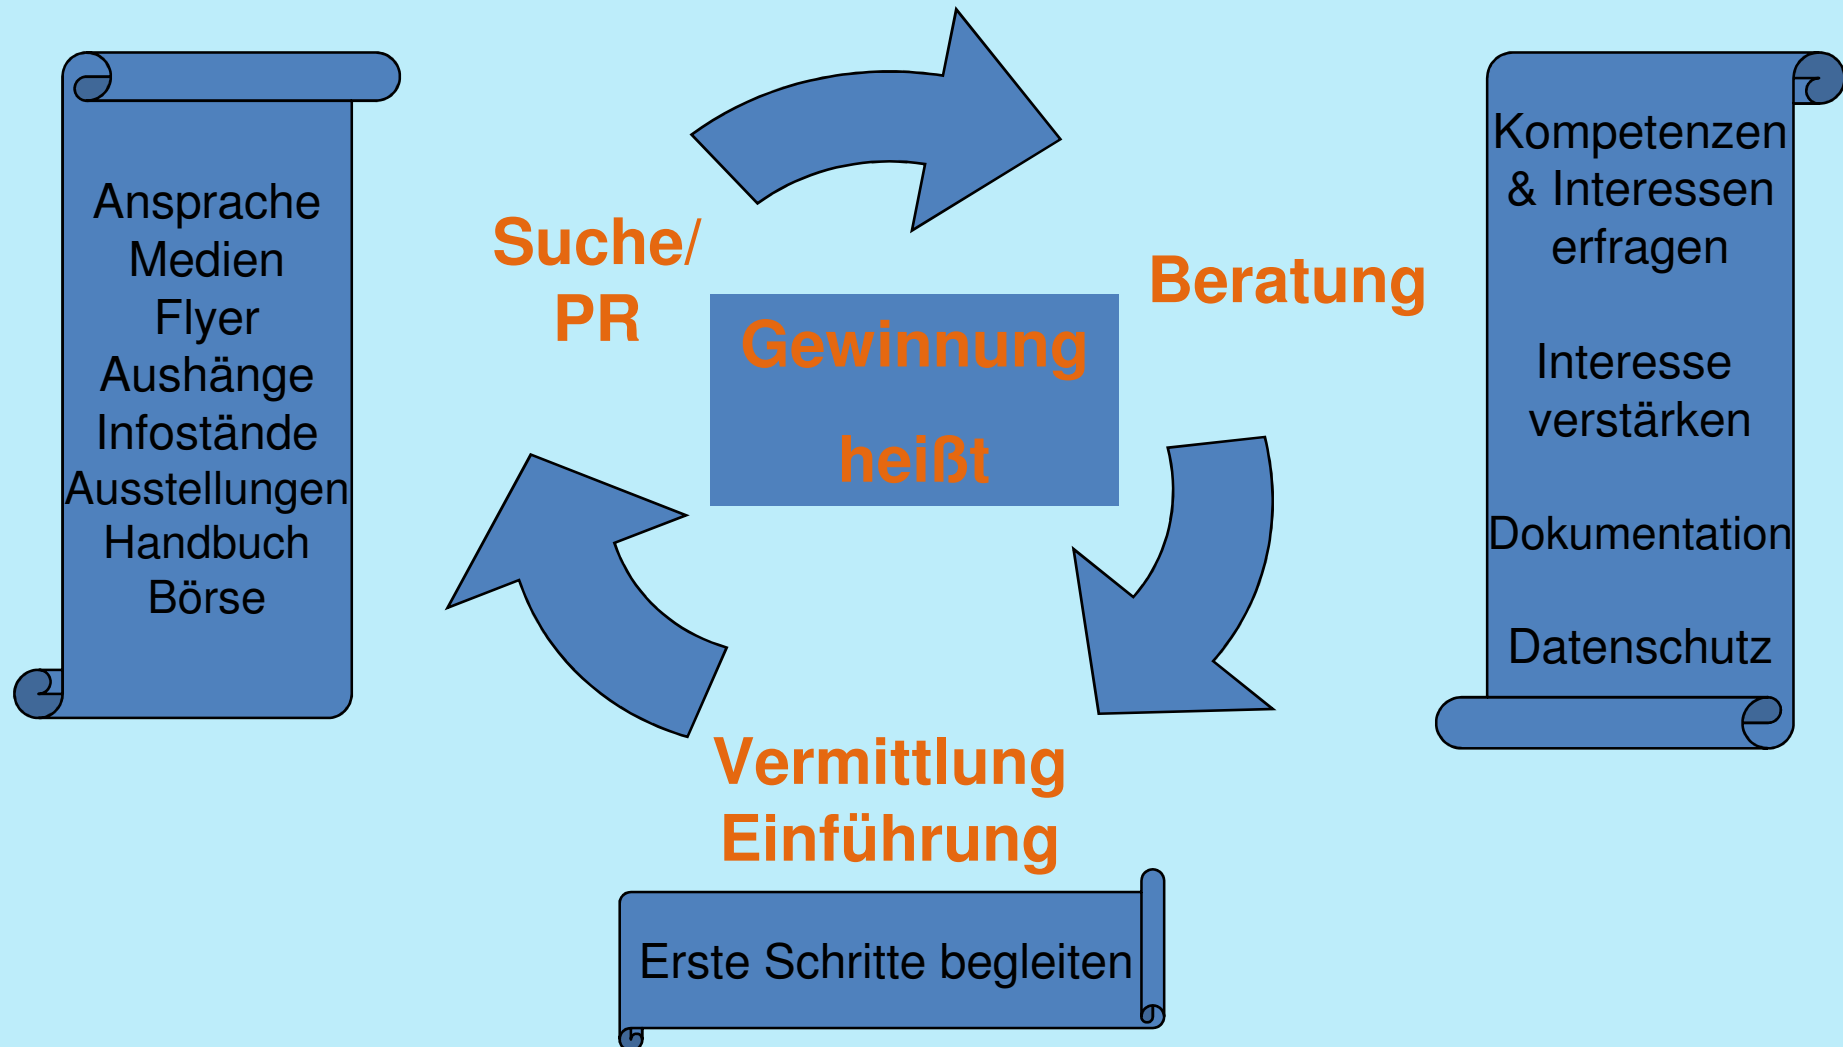 Ansprache
Medien
Flyer
Aushänge
Infostände
Ausstellungen
Handbuch
Börse
Suche/
PR
Gewinnung
heißt
Beratung
Kompetenzen
& Interessen
erfragen
Interesse
verstärken
Dokumentation
Datenschutz
Vermittlung
Einführung
Erste Schritte begleiten